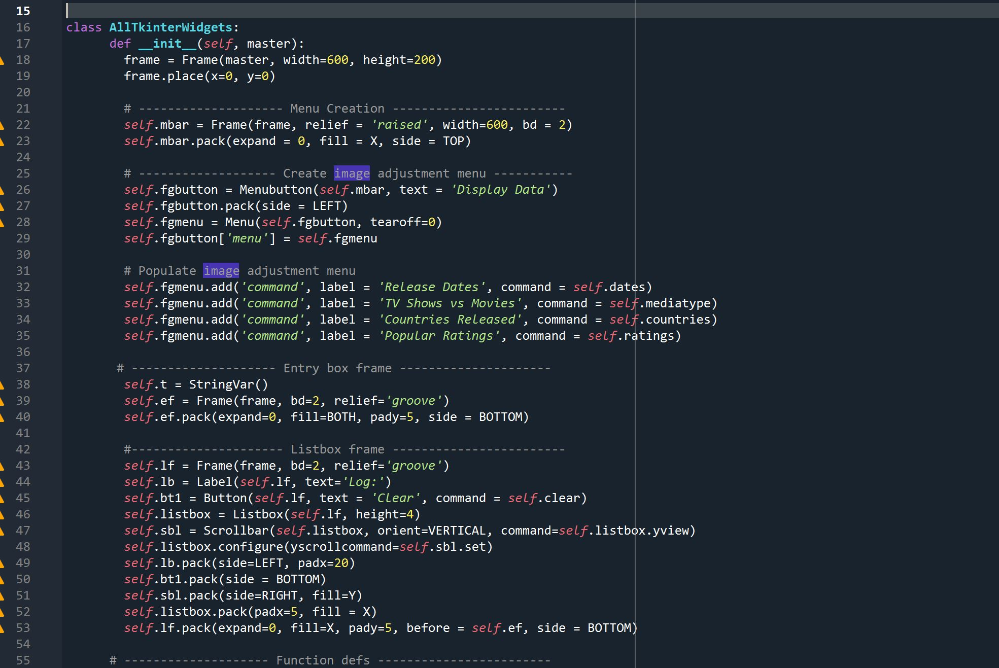 15
16 class AllTkinterWidgets:
17 def __init__(self, master):
18 frame = Frame(master, width=600, height=200)
19 frame.place(x=0, y=0)
20
21 # -------------------- Menu Creation ------------------------
22 self.mbar = Frame(frame, relief = 'raised', width=600, bd = 2)
23 self.mbar.pack(expand = 0, fill = X, side = TOP)
24
25 # ------------------- Create image adjustment menu -----------
26 self.fgbutton = Menubutton(self.mbar, text = 'Display Data')
27 self.fgbutton.pack(side = LEFT)
28 self.fgmenu = Menu(self.fgbutton, tearoff=0)
29 self.fgbutton['menu'] = self.fgmenu
30
31 # Populate image adjustment menu
32 self.fgmenu.add('command', label = 'Release Dates', command = self.dates)
33 self.fgmenu.add('command', label = 'TV Shows vs Movies', command = self.mediatype)
34 self.fgmenu.add('command', label = 'Countries Released', command = self.countries)
35 self.fgmenu.add('command', label = 'Popular Ratings', command = self.ratings)
36
37 # -------------------- Entry box frame ---------------------
38 self.t = StringVar()
39 self.ef = Frame(frame, bd=2, relief='groove')
40 self.ef.pack(expand=0, fill=BOTH, pady=5, side = BOTTOM)
41
42 #--------------------- Listbox frame ------------------------
43 self.lf = Frame(frame, bd=2, relief='groove')
44 self.lb = Label(self.lf, text='Log:')
45 self.bt1 = Button(self.lf, text = 'Clear', command = self.clear)
46 self.listbox = Listbox(self.lf, height=4)
47 self.sbl = Scrollbar(self.listbox, orient=VERTICAL, command=self.listbox.yview)
48 self.listbox.configure(yscrollcommand=self.sbl.set)
49 self.lb.pack(side=LEFT, padx=20)
50 self.bt1.pack(side = BOTTOM)
51 self.sbl.pack(side=RIGHT, fill=Y)
52 self.listbox.pack(padx=5, fill = X)
53 self.lf.pack(expand=0, fill=X, pady=5, before = self.ef, side = BOTTOM)
54
55 # -------------------- Function defs ------------------------